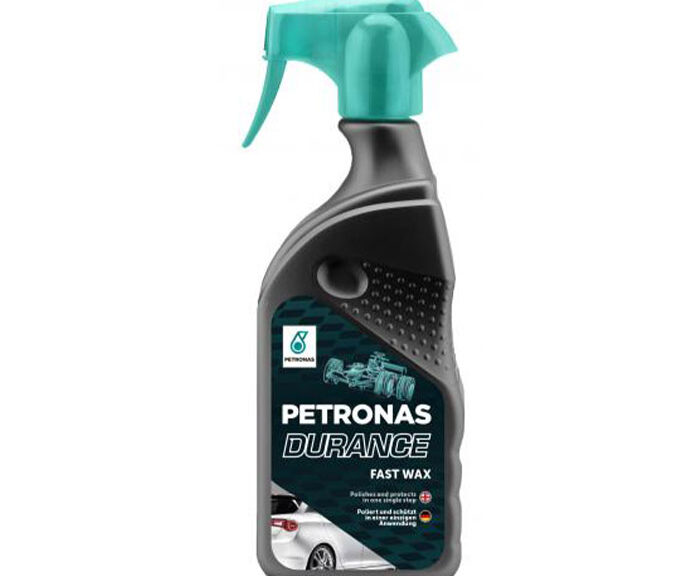 PETRONAS
PETRONAS
DURANCE
FAST WAX
Polishes and protects
in one single step
Poliert und schützt
in einer einzigen
Anwendung